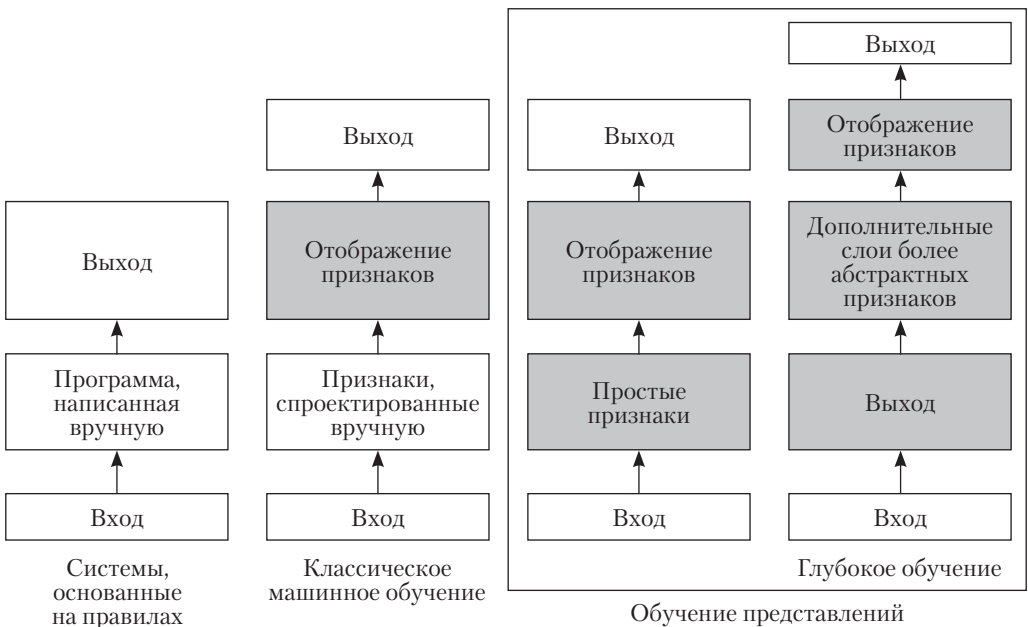 Выход
Программа,
написанная
вручную
Вход
Системы,
основанные
на правилах
Выход
Отображение
признаков
Признаки,
спроектированные
вручную
Вход
Классическое
машинное обучение
Выход
Отображение
признаков
Простые
признаки
Вход
Выход
Отображение
признаков
Дополнительные
слои более
абстрактных
признаков
Выход
Вход
Глубокое обучение
Обучение представлений